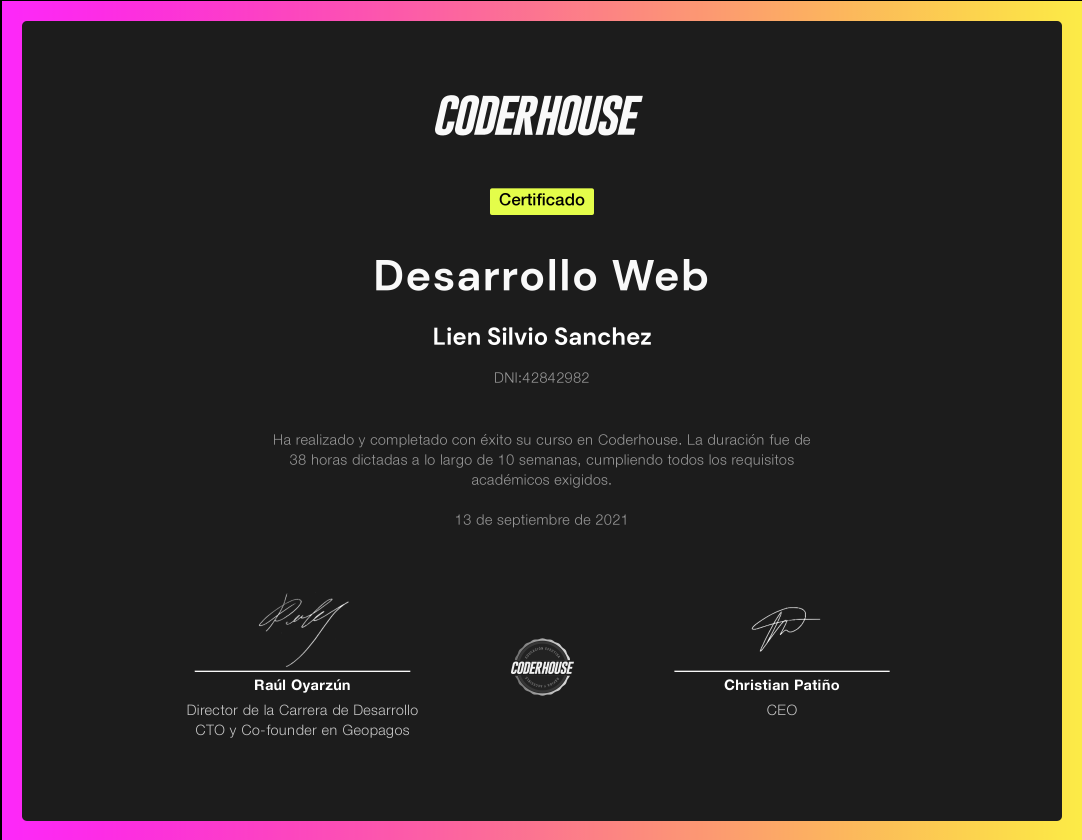 CODERHOUSE
Certificado
Desarrollo Web
Lien Silvio Sanchez
DNI:42842982
Ha realizado y completado con éxito su curso en Coderhouse. La duración fue de
38 horas dictadas a lo largo de 10 semanas, cumpliendo todos los requisitos
académicos exigidos.
13 de septiembre de 2021
CODERHOUSE
Raúl Oyarzún
Director de la Carrera de Desarrollo
CTO y Co-founder en Geopagos
Christian Patiño
CEO